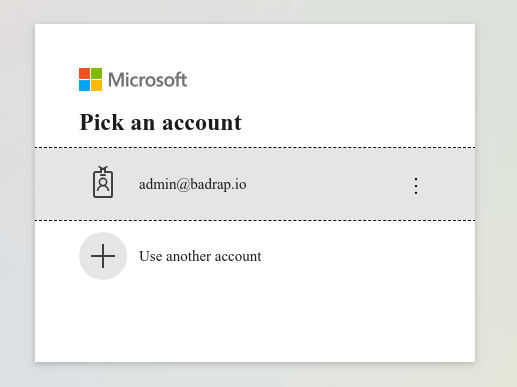 Microsoft
Pick an account
admin@badrap.io
Use another account